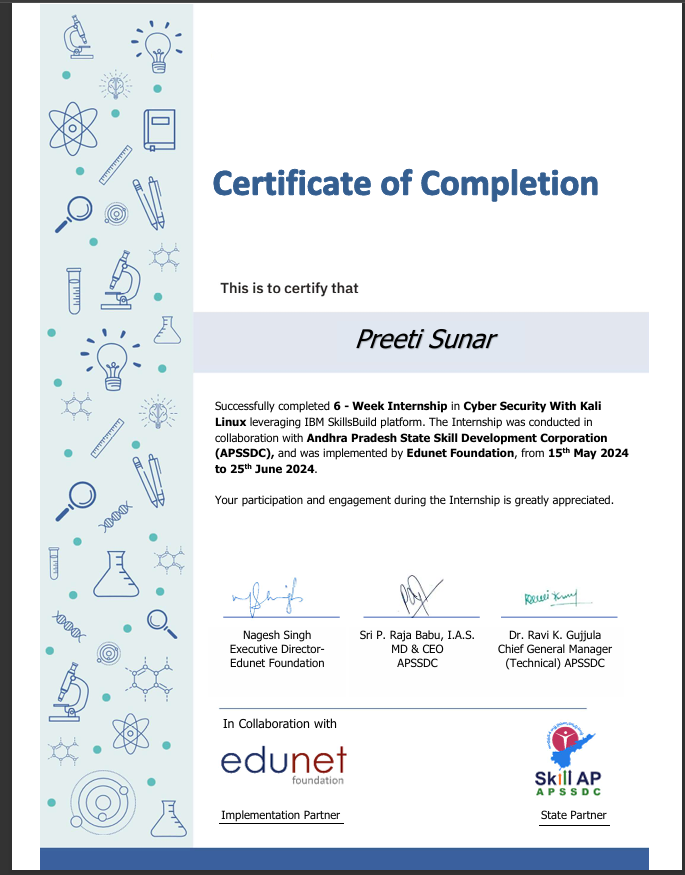 Certificate of Completion
This is to certify that
Preeti Sunar
Successfully completed 6 - Week Internship in Cyber Security With Kali
Linux leveraging IBM SkillsBuild platform. The Internship was conducted in
collaboration with Andhra Pradesh State Skill Development Corporation
(APSSDC), and was implemented by Edunet Foundation, from 15th May 2024
to 25th June 2024.
Your participation and engagement during the Internship is greatly appreciated.
Nagesh Singh
Executive Director-
Edunet Foundation
Sri P. Raja Babu, I.A.S.
MD & CEO
APSSDC
Dr. Ravi K. Gujjula
Chief General Manager
(Technical) APSSDC
In Collaboration with
edunet
foundation
Implementation Partner
Skill AP
APSSDC
State Partner